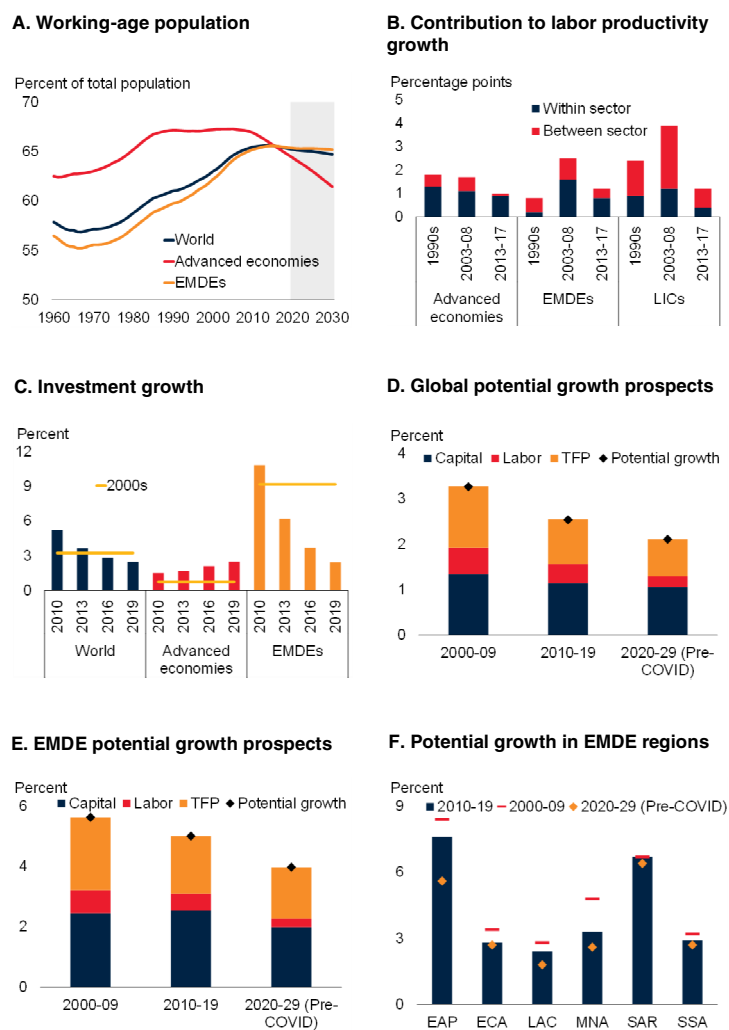 A. Working-age population
Percent of total population
70
65
60
55
50
World
Advanced economies
EMDEs
1960 1970 1980 1990 2000 2010 2020 2030
B. Contribution to labor productivity
growth
Percentage points
5
4
3
2
1
0
Within sector
Between sector
1990s 2003-08 2013-17 1990s 2003-08 2013-17 1990s 2003-08 2013-17
Advanced
economies
EMDEs
LICs
C. Investment growth
Percent
12
9
6
3
0
2000s
2010 2013 2016 2019 2010 2013 2016 2019 2010 2013 2016 2019
World
Advanced
economies
EMDEs
D. Global potential growth prospects
Percent
4
3
2
1
0
Capital Labor TFP Potential growth
2000-09 2010-19 2020-29 (Pre-
COVID)
E. EMDE potential growth prospects
Percent
6
4
2
0
Capital Labor TFP Potential growth
2000-09 2010-19 2020-29 (Pre-
COVID)
F. Potential growth in EMDE regions
Percent
9
6
3
0
2010-19 2000-09 2020-29 (Pre-COVID)
EAP ECA LAC MNA SAR SSA